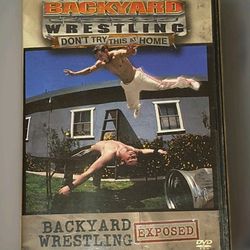 BACKYARD
WRESTLING
DON'T TRY THIS AT HOME
BACKYARD
WRESTLING EXPOSED
DVD